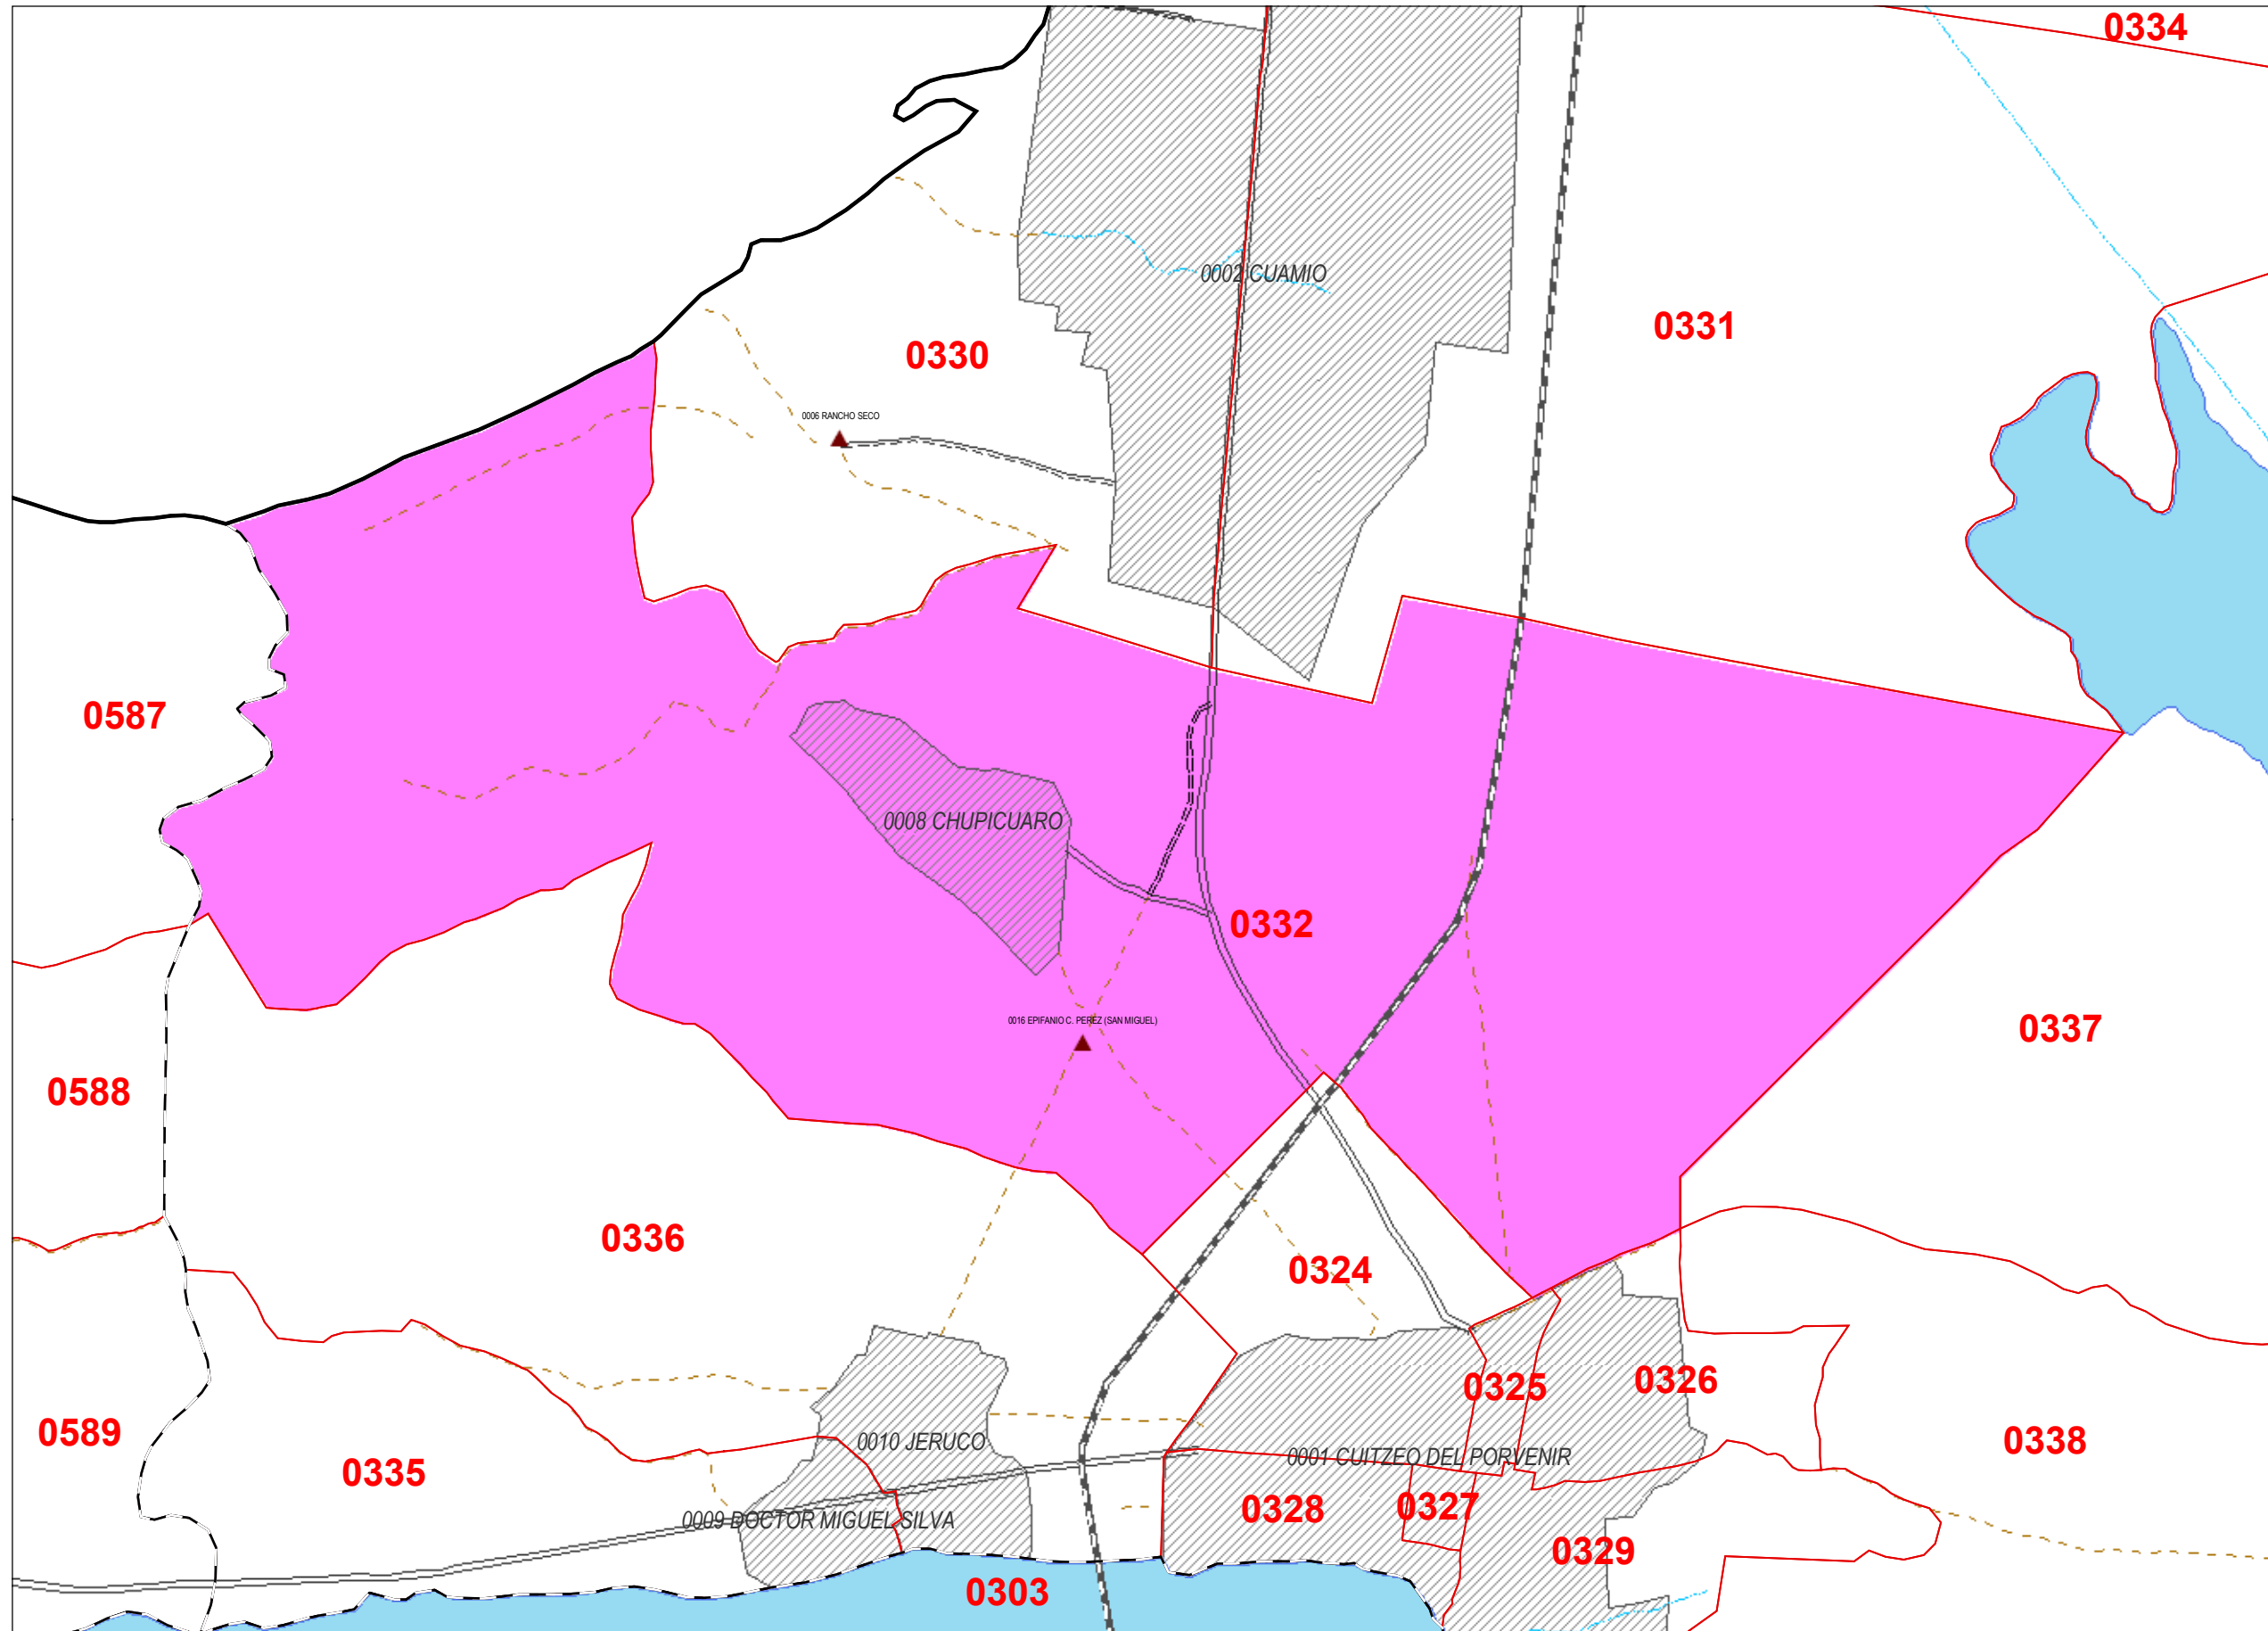 0334
0002 CUAMIO
0331
0330
0006 RANCHO SECO
0587
0008 CHUPICUARO
0332
0016 EPIFANIO C. PEREZ (SAN MIGUEL)
0337
0588
0336
0324
0325
0326
0589
0010 JERUCO
0338
0001 CUITZEO DEL PORVENIR
0335
0327
0328
0009 DOCTOR MIGUEL SILVA
0329
0303